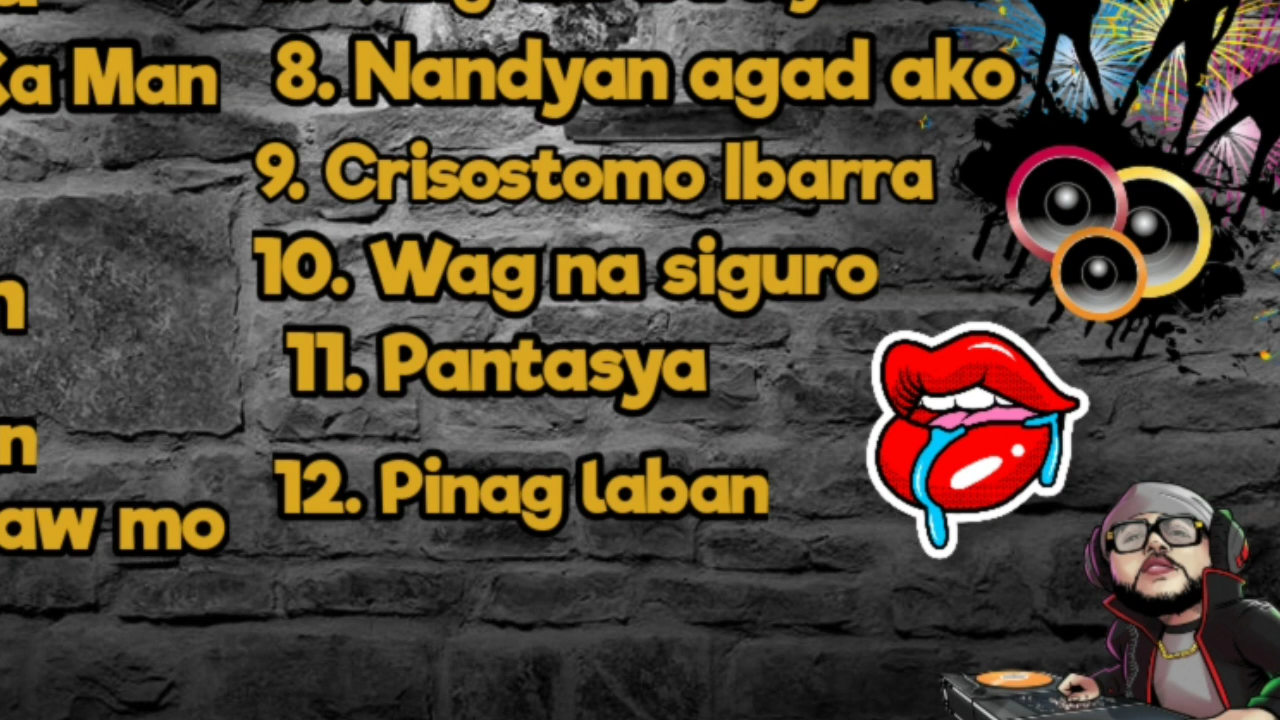 Ka Man
aw mo
8. Nandyan agad ako
9. Crisostomo Ibarra
10. Wag na siguro
11. Pantasya
12. Pinag laban